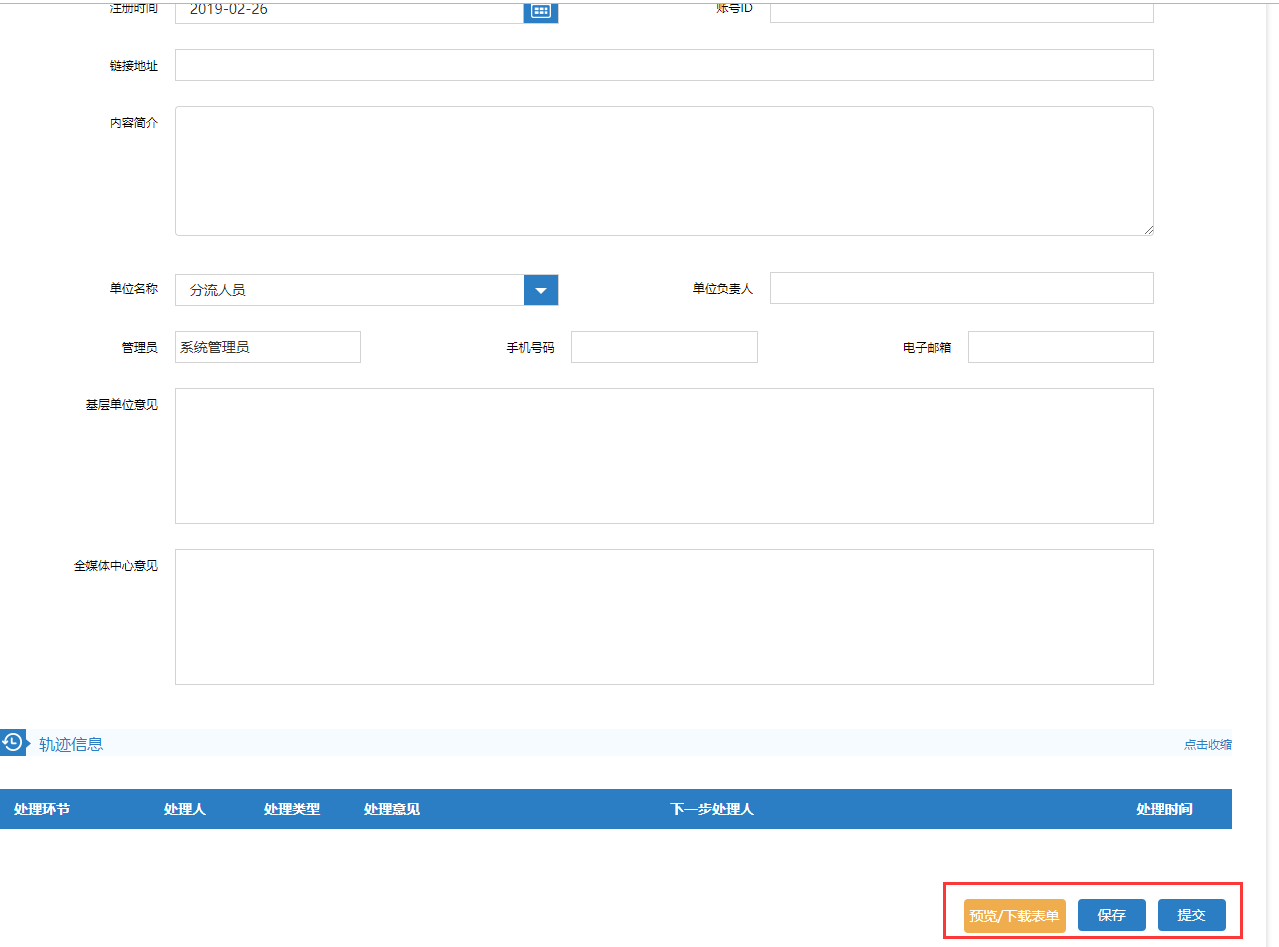 注册时间 2019-02-26 账号ID
链接地址
内容简介
单位名称 分流人员 单位负责人
管理员 系统管理员 手机号码 电子邮箱
基层单位意见
全媒体中心意见
轨迹信息 点击收缩
处理环节 处理人 处理类型 处理意见 下一步处理人 处理时间
预览/下载表单 保存 提交